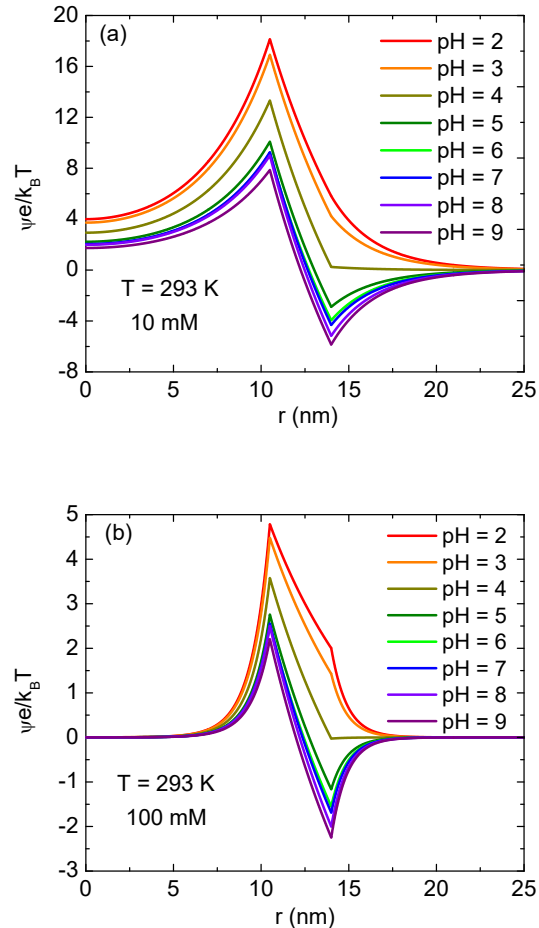 (a)
pH = 2
pH = 3
pH = 4
pH = 5
pH = 6
pH = 7
pH = 8
pH = 9
T = 293 K
10 mM
ψe/k_BT
20
16
12
8
4
0
-4
-8
0 5 10 15 20 25
r (nm)
(b)
pH = 2
pH = 3
pH = 4
pH = 5
pH = 6
pH = 7
pH = 8
pH = 9
T = 293 K
100 mM
ψe/k_BT
5
4
3
2
1
0
-1
-2
-3
0 5 10 15 20 25
r (nm)